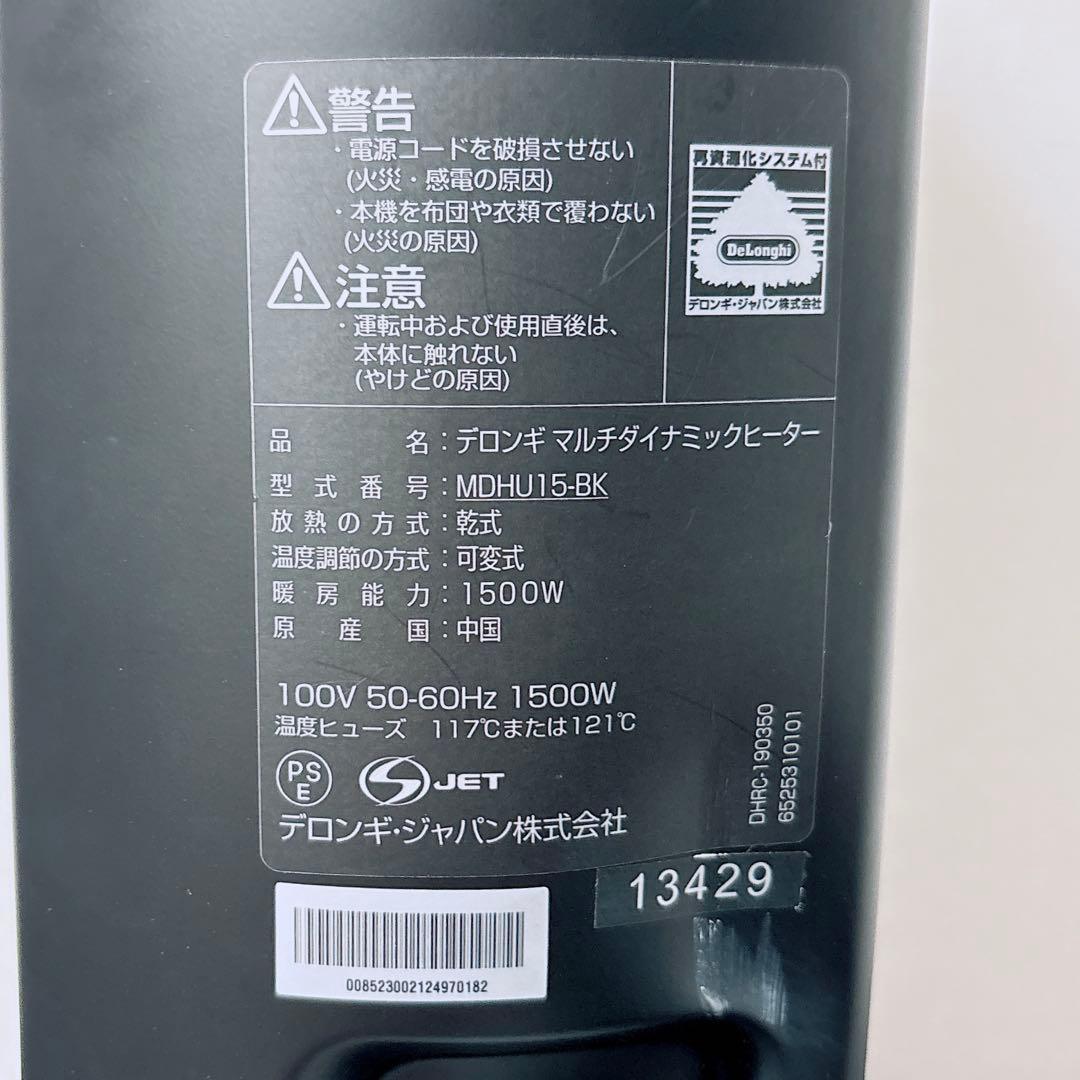 警告
・電源コードを破損させない
(火災・感電の原因)
・本機を布団や衣類で覆わない
(火災の原因)
注意
・運転中および使用直後は、
本体に触れない
(やけどの原因)
再資源化システム付
DeLonghi
デロンギ・ジャパン株式会社
品名：デロンギ マルチダイナミックヒーター
型式番号：MDHU15-BK
放熱の方式：乾式
温度調節の方式：可変式
暖房能力：1500W
原産国：中国
100V 50-60Hz 1500W
温度ヒューズ 117℃または121℃
PS
E
JET
デロンギ・ジャパン株式会社
DHRC-190350
6525310101
13429
008523002124970182